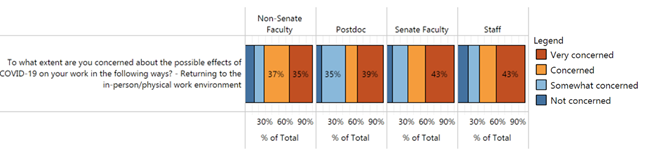 Non-Senate Faculty Postdoc Senate Faculty Staff
Legend
To what extent are you concerned about the possible effects of
COVID-19 on your work in the following ways? - Returning to the
in-person/physical work environment
37% 35% 35% 39% 43% 43%
Very concerned
Concerned
Somewhat concerned
Not concerned
30% 60% 90% 30% 60% 90% 30% 60% 90% 30% 60% 90%
% of Total % of Total % of Total % of Total